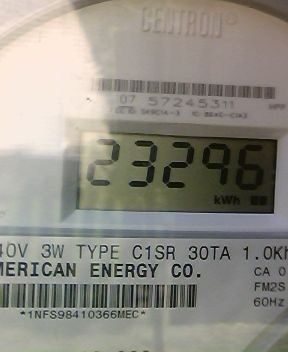 CENTRON®
07 57245311
23296
kWh
40V 3W TYPE C1SR 30TA 1.0Kh
MERICAN ENERGY CO.
CA 0
FM2S
60Hz
*1NFS98410366MEC*